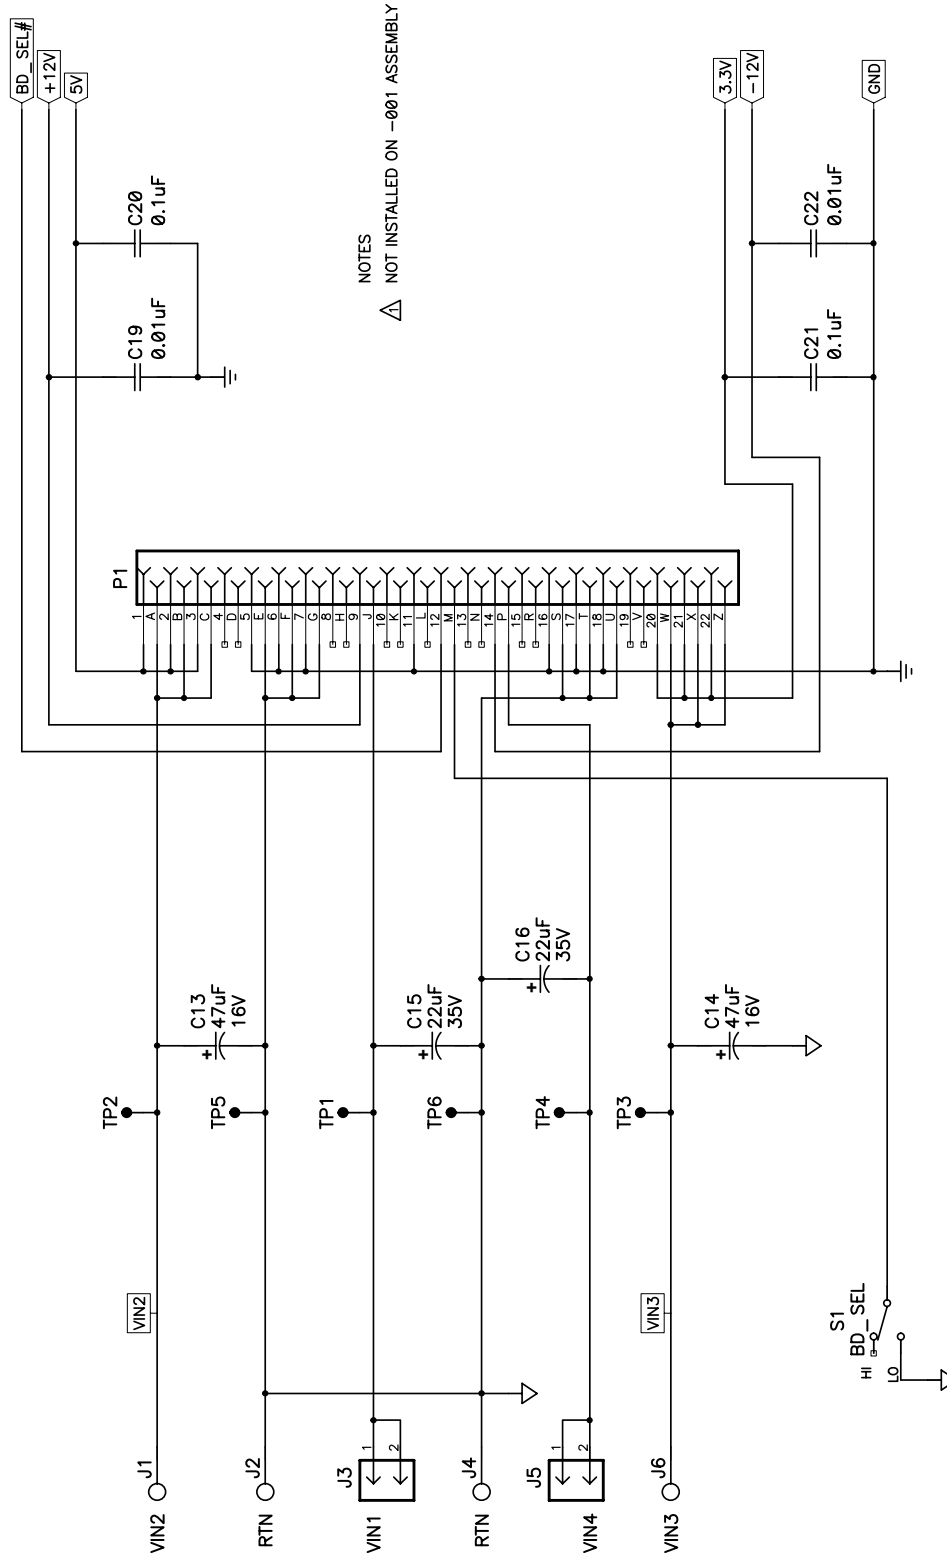 BD_SEL#
+12V
5V
C20
0.1uF
C19
0.01uF
NOTES
1 NOT INSTALLED ON -001 ASSEMBLY
3.3V
-12V
GND
C22
0.01uF
C21
0.1uF
P1
1
A
2
B
3
C
4
D
5
E
6
F
7
G
8
H
9
J
10
K
11
L
12
M
13
N
14
P
15
R
16
S
17
T
18
U
19
V
20
W
21
X
22
Z
C13
47uF
16V
C15
22uF
35V
C16
22uF
35V
C14
47uF
16V
TP2
TP5
TP1
TP6
TP4
TP3
VIN2
VIN3
S1
BD_SEL
HI
LO
J1
VIN2
J2
RTN
J3
1
2
VIN1
J4
RTN
J5
1
2
VIN4
J6
VIN3